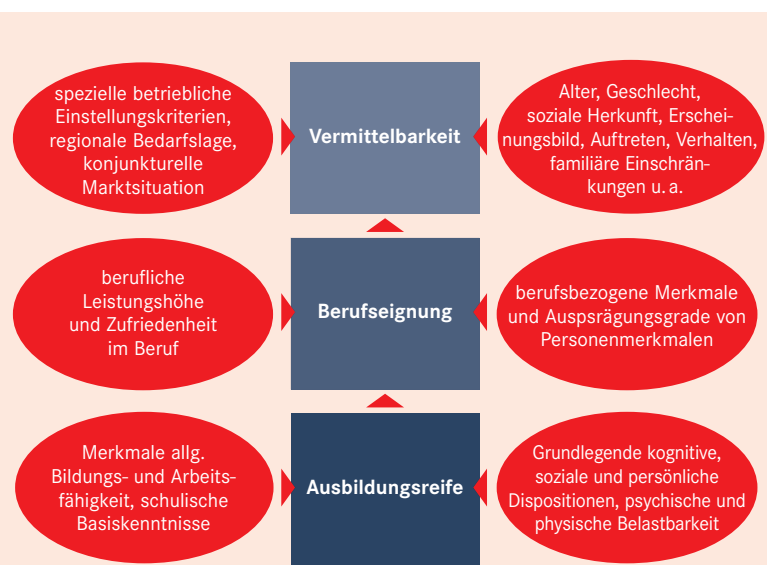 spezielle betriebliche
Einstellungskriterien,
regionale Bedarfslage,
konjunkturelle
Marktsituation
Vermittelbarkeit
Alter, Geschlecht,
soziale Herkunft, Erschei-
nungsbild, Auftreten, Verhalten,
familiäre Einschrän-
kungen u. a.
berufliche
Leistungshöhe
und Zufriedenheit
im Beruf
Berufseignung
berufsbezogene Merkmale
und Auspsrägungsgrade von
Personenmerkmalen
Merkmale allg.
Bildungs- und Arbeits-
fähigkeit, schulische
Basiskenntnisse
Ausbildungsreife
Grundlegende kognitive,
soziale und persönliche
Dispositionen, psychische und
physische Belastbarkeit